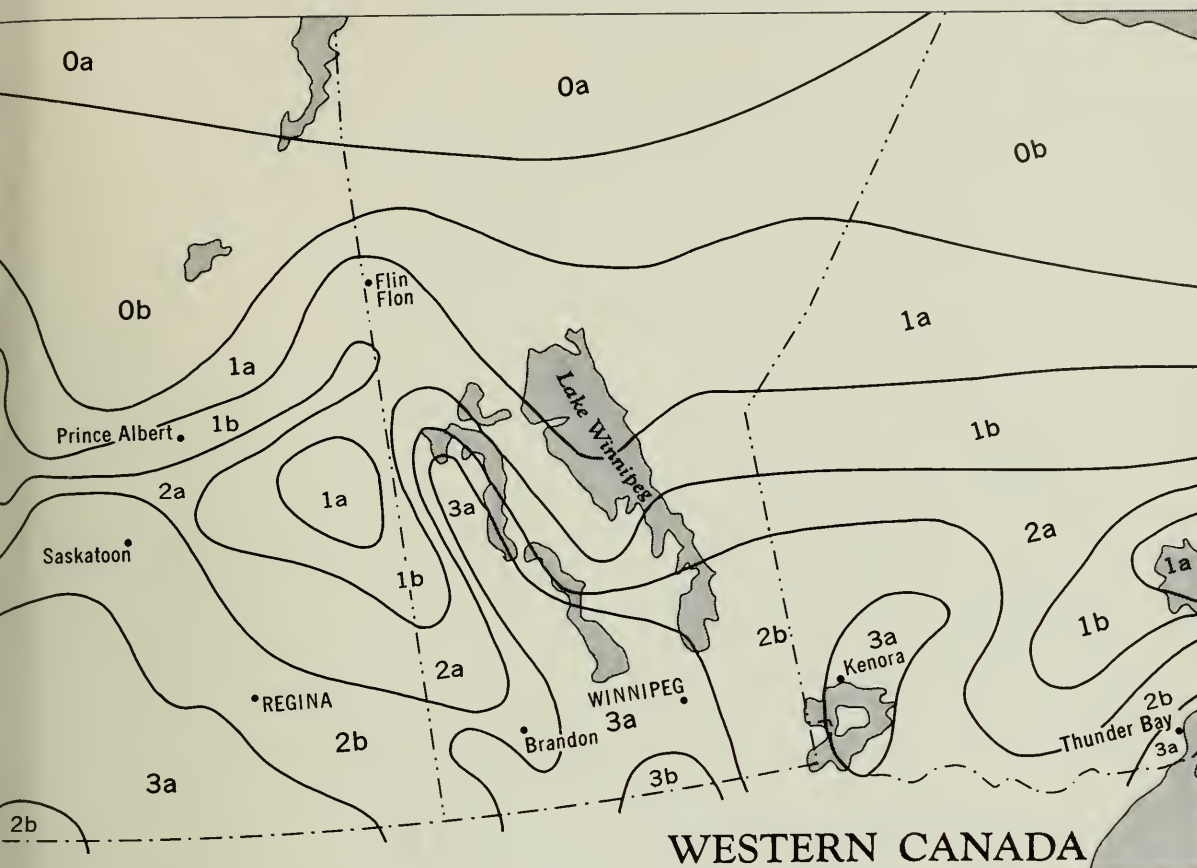 0a
0a
0b
Flin
Flon
0b
1a
1a
Lake Winnipeg
1b
Prince Albert
1b
2a
1a
3a
2a
Saskatoon
1a
1b
1b
3a
2b
Kenora
2a
WINNIPEG
REGINA
3a
2b
Thunder Bay
Brandon
2b
3a
3b
3a
2b
WESTERN CANADA